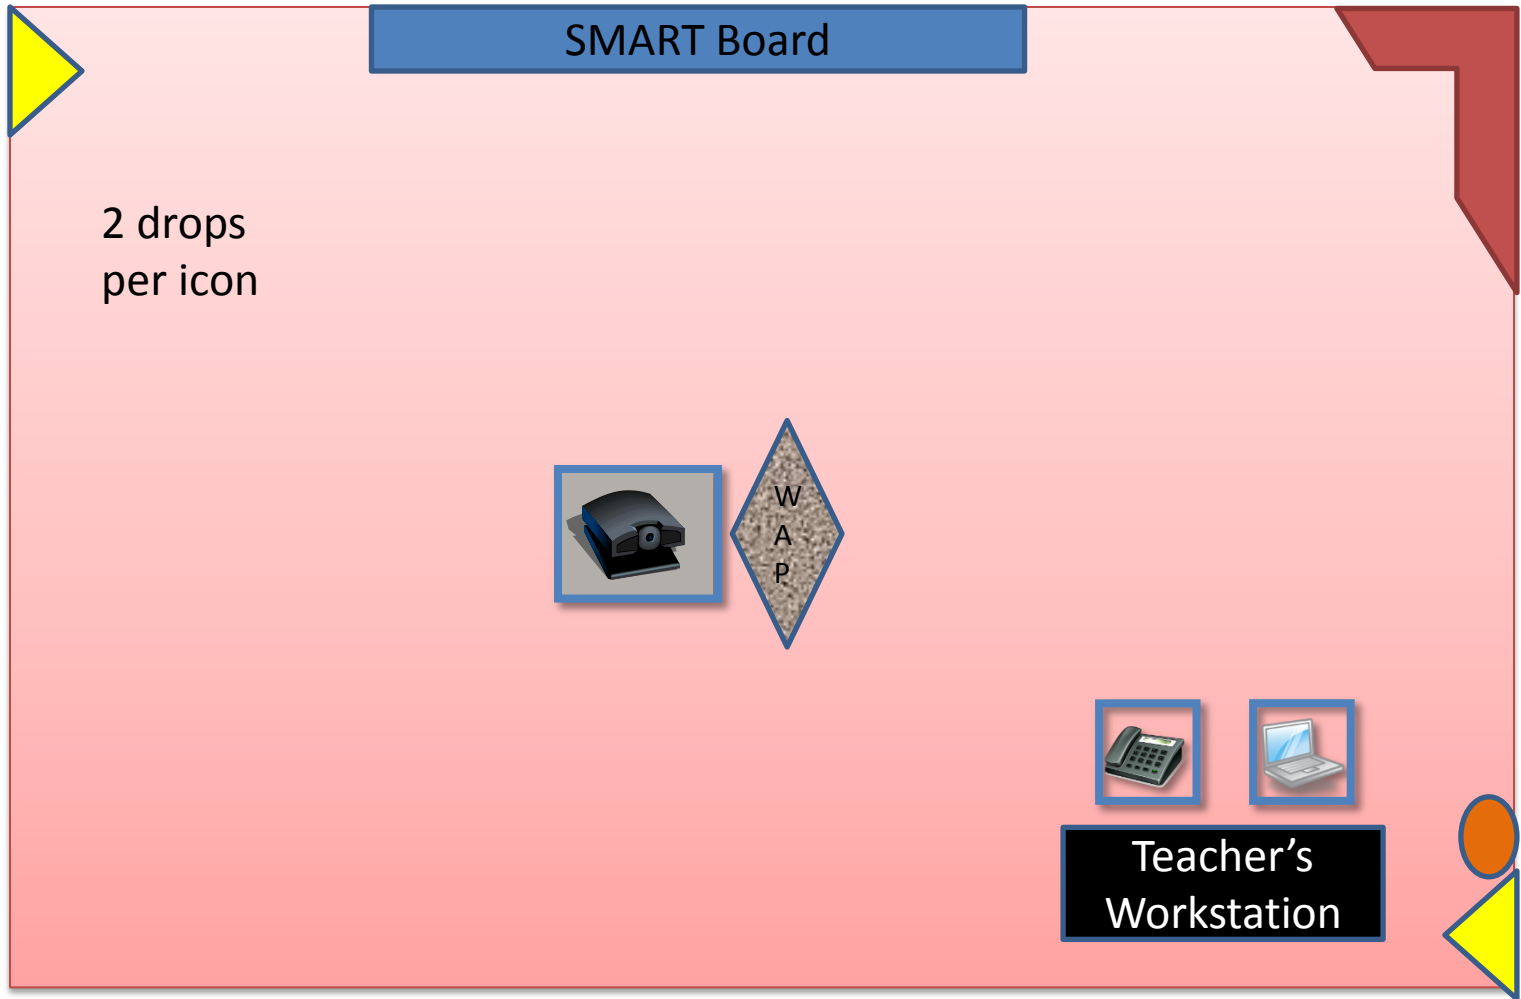 SMART Board
2 drops
per icon
W
A
P
Teacher’s
Workstation